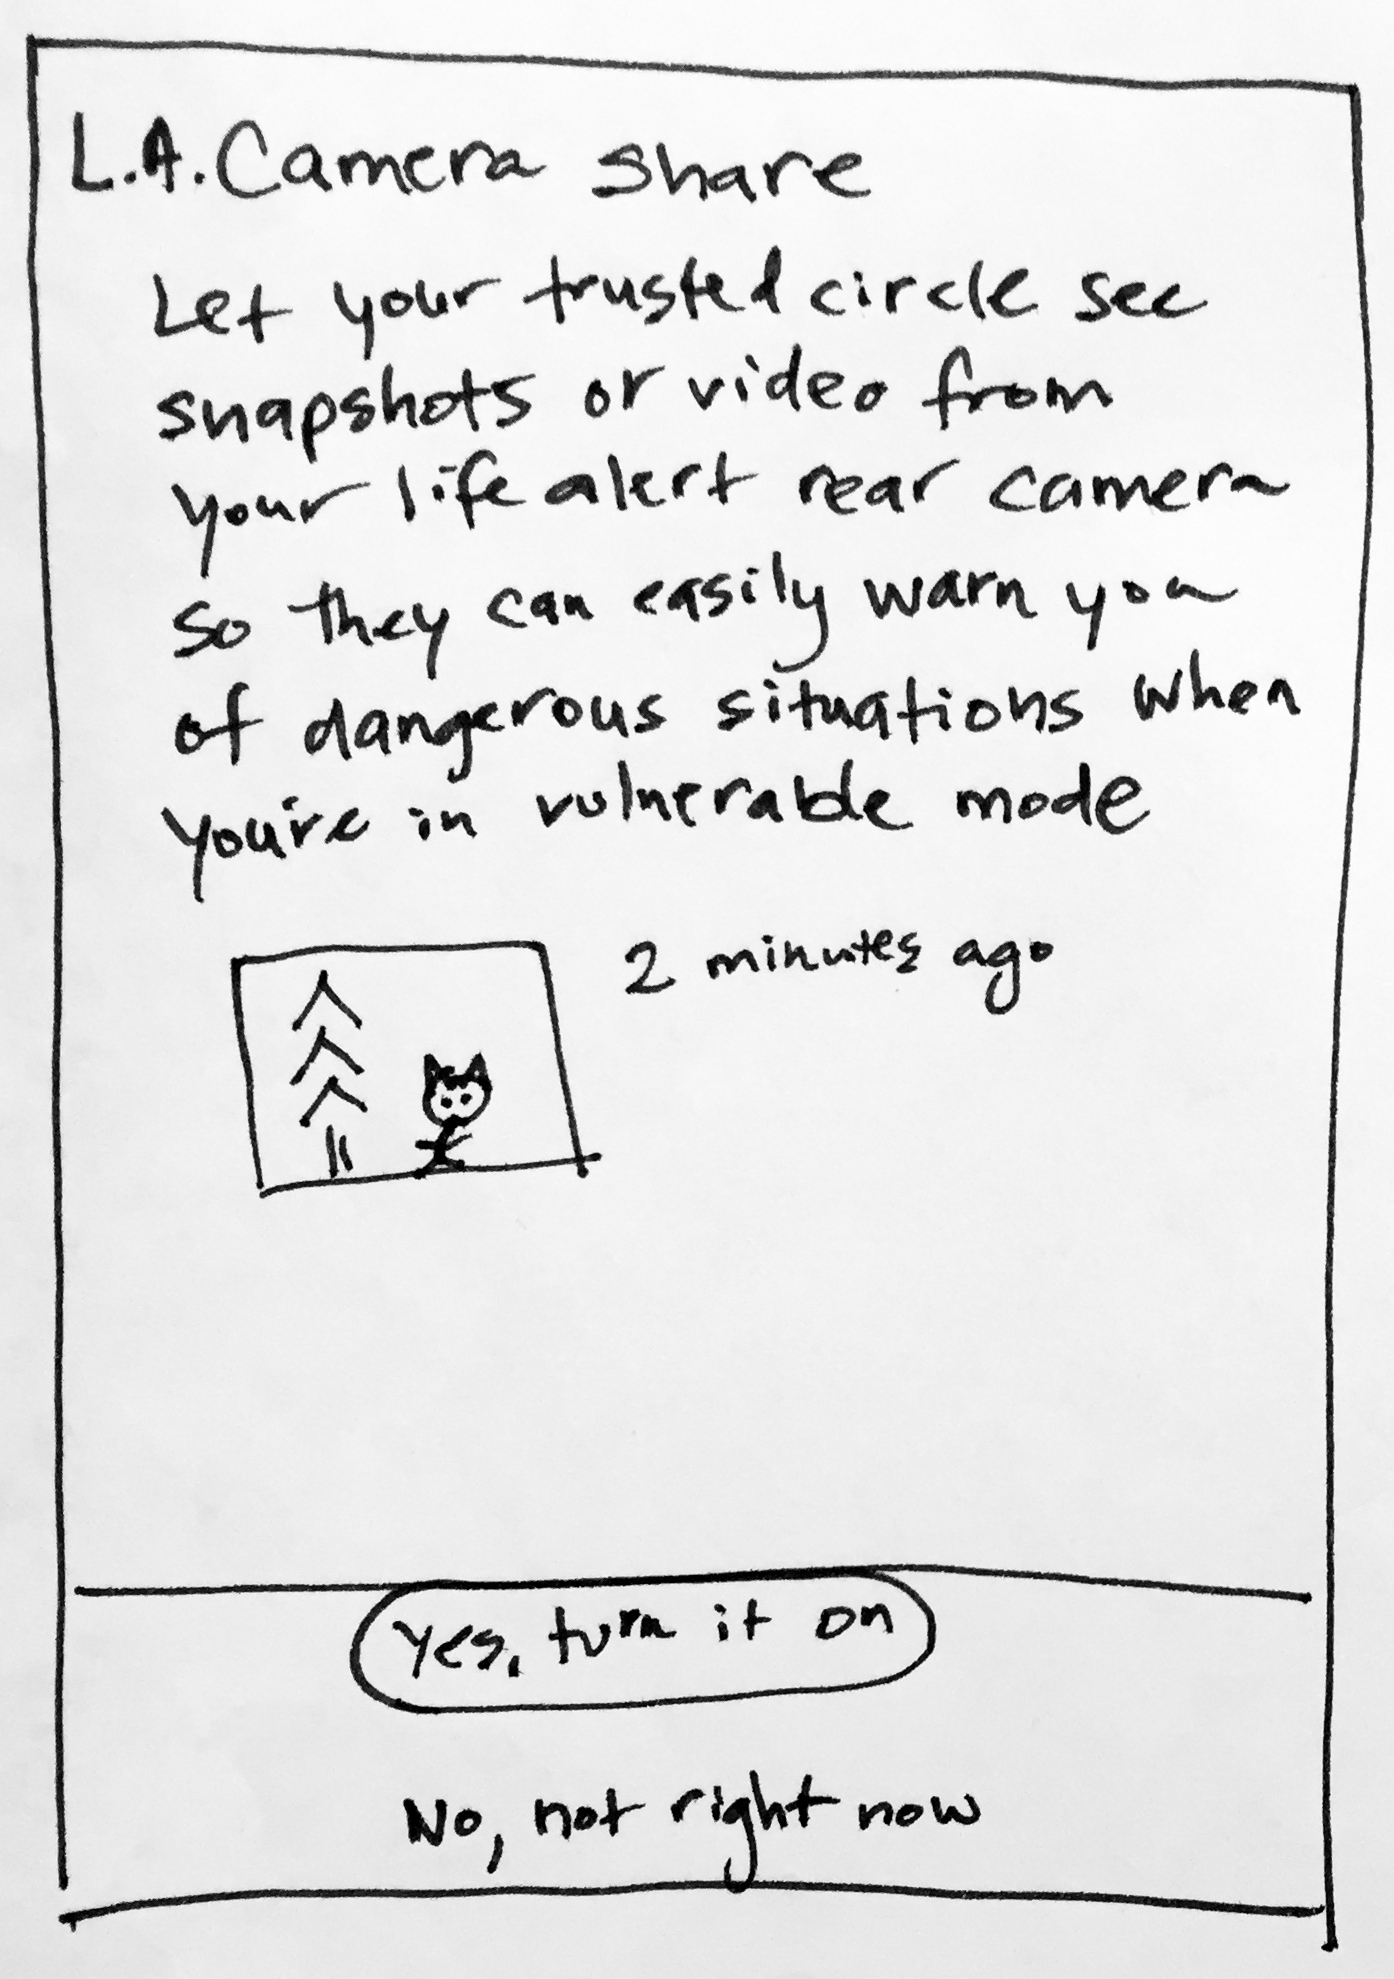 L.A. Camera share
Let your trusted circle see
snapshots or video from
your life alert rear camera
so they can easily warn you
of dangerous situations when
you're in vulnerable mode
2 minutes ago
Yes, turn it on
No, not right now